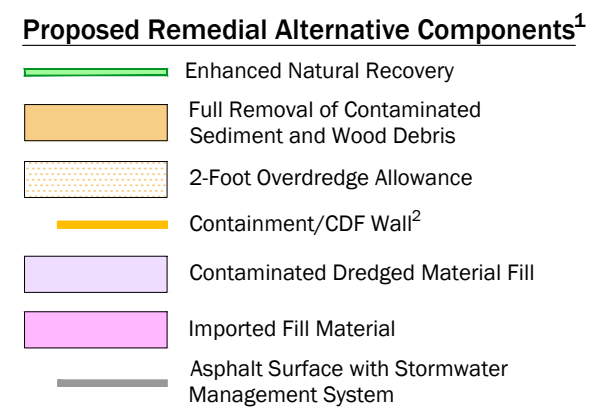 Proposed Remedial Alternative Components1
Enhanced Natural Recovery
Full Removal of Contaminated
Sediment and Wood Debris
2-Foot Overdredge Allowance
Containment/CDF Wall2
Contaminated Dredged Material Fill
Imported Fill Material
Asphalt Surface with Stormwater
Management System